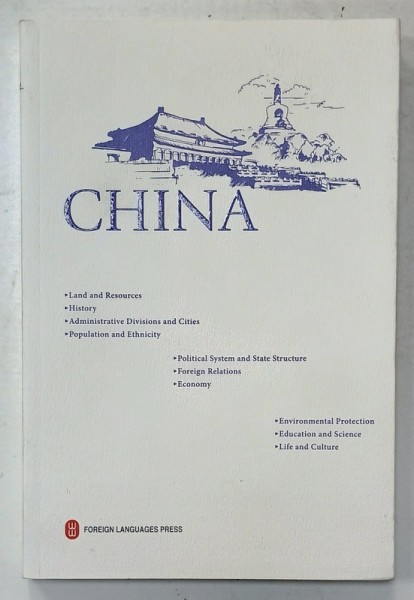 CHINA
▸Land and Resources
▸History
▸Administrative Divisions and Cities
▸Population and Ethnicity
▸Political System and State Structure
▸Foreign Relations
▸Economy
▸Environmental Protection
▸Education and Science
▸Life and Culture
FOREIGN LANGUAGES PRESS